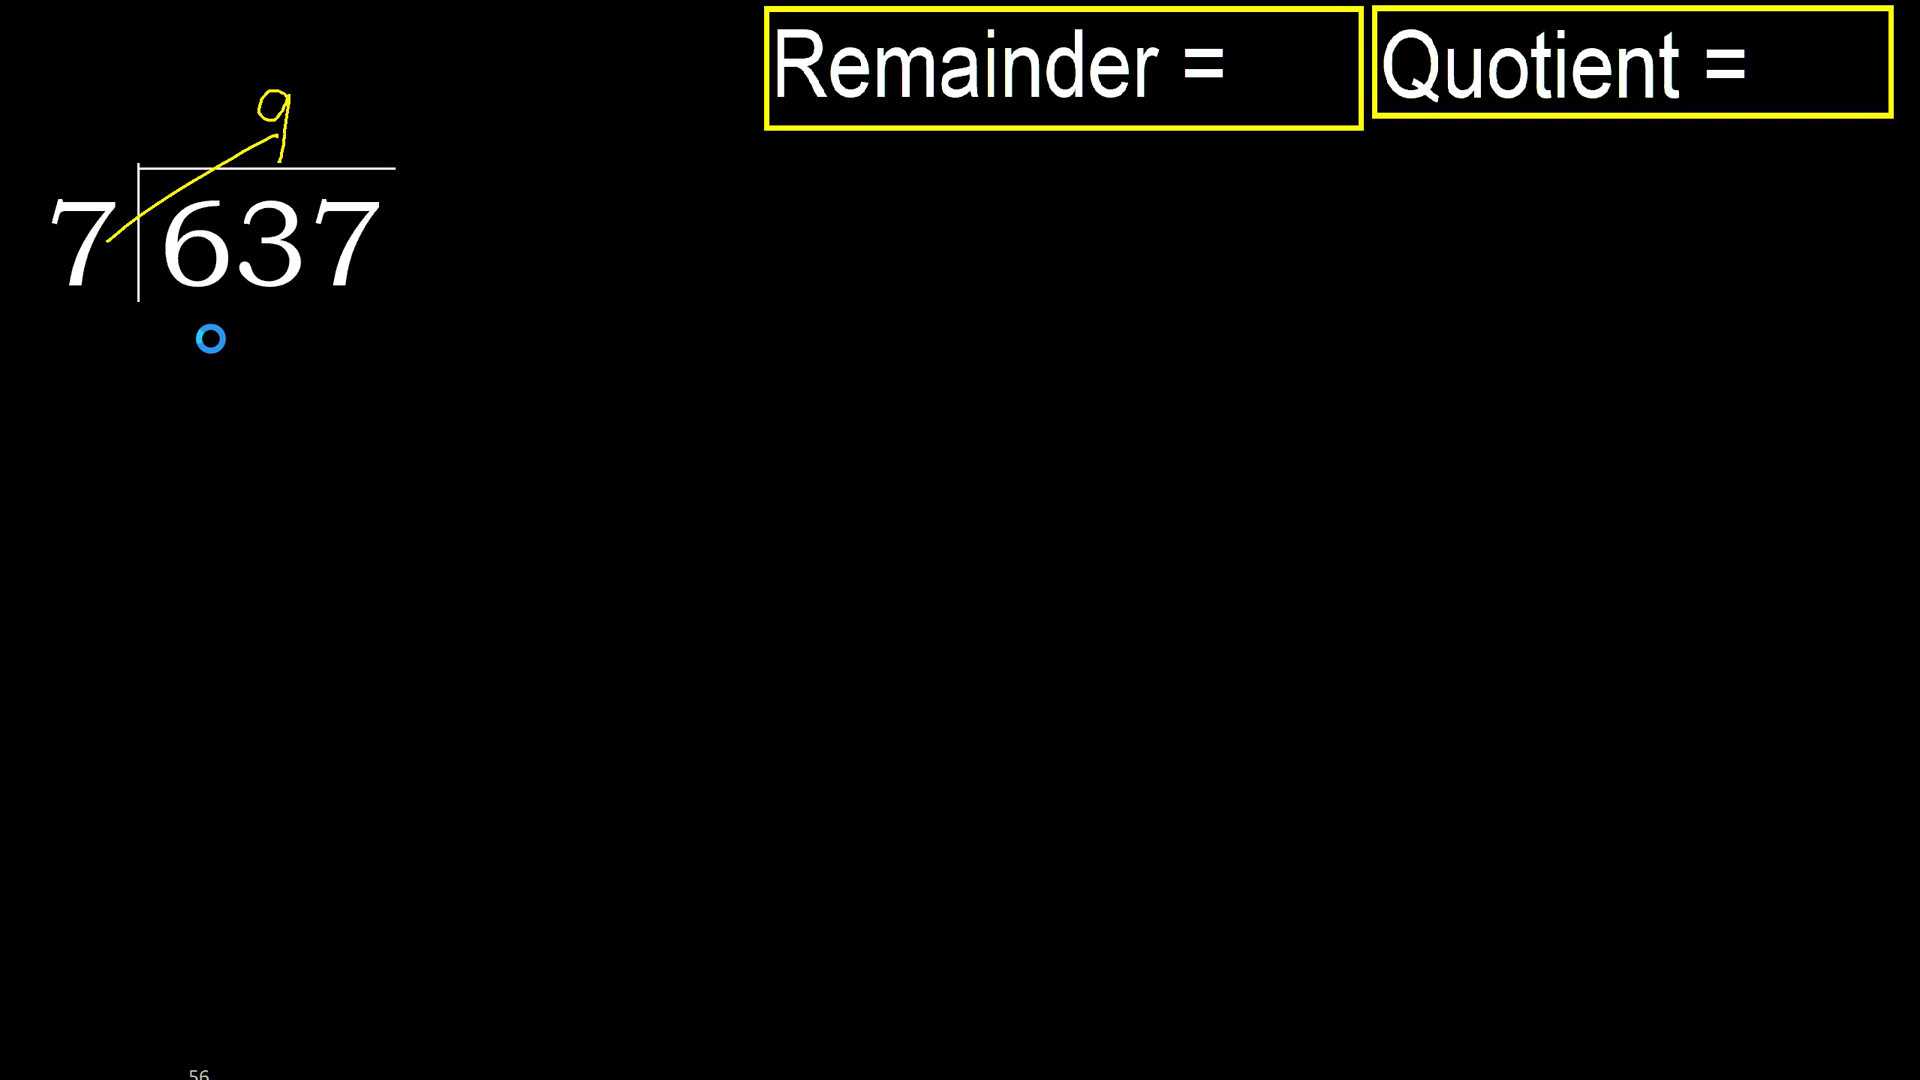 Remainder = Quotient =
9
7 637
56